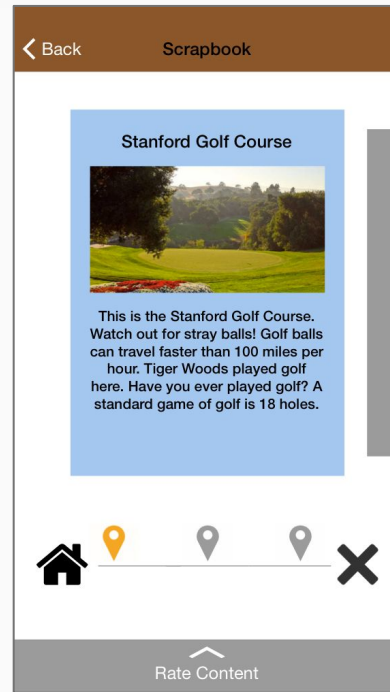 Back
Scrapbook
Stanford Golf Course
This is the Stanford Golf Course.
Watch out for stray balls! Golf balls
can travel faster than 100 miles per
hour. Tiger Woods played golf
here. Have you ever played golf? A
standard game of golf is 18 holes.
Rate Content